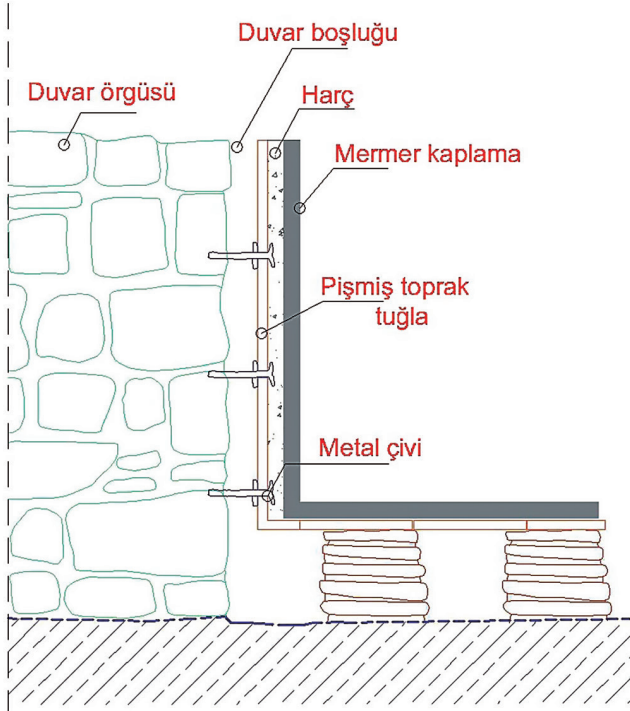 Duvar boşluğu
Duvar örgüsü
Harç
Mermer kaplama
Pişmiş toprak
tuğla
Metal çivi